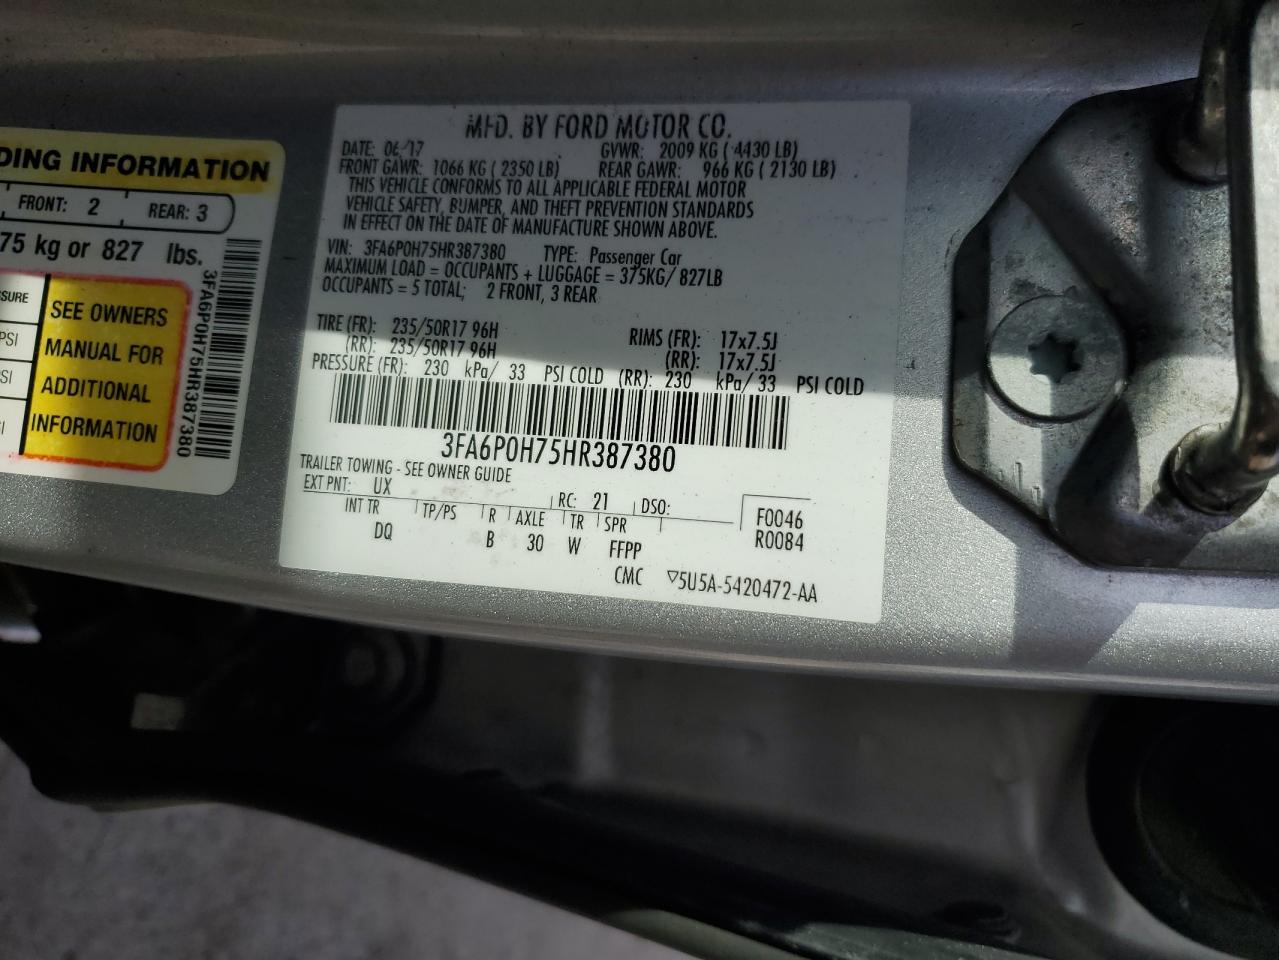 DING INFORMATION
FRONT: 2 REAR: 3
75 kg or 827 lbs.
SSURE
PSI
SI
SI
SEE OWNERS
MANUAL FOR
ADDITIONAL
INFORMATION
3FA6P0H75HR387380
MFD. BY FORD MOTOR CO.
DATE: 06/17 GVWR: 2009 KG ( 4430 LB)
FRONT GAWR: 1066 KG ( 2350 LB) REAR GAWR: 966 KG ( 2130 LB)
THIS VEHICLE CONFORMS TO ALL APPLICABLE FEDERAL MOTOR
VEHICLE SAFETY, BUMPER, AND THEFT PREVENTION STANDARDS
IN EFFECT ON THE DATE OF MANUFACTURE SHOWN ABOVE.
VIN: 3FA6P0H75HR387380 TYPE: Passenger Car
MAXIMUM LOAD = OCCUPANTS + LUGGAGE = 375KG/ 827LB
OCCUPANTS = 5 TOTAL; 2 FRONT, 3 REAR
TIRE (FR): 235/50R17 96H RIMS (FR): 17x7.5J
(RR): 235/50R17 96H (RR): 17x7.5J
PRESSURE (FR): 230 kPa/ 33 PSI COLD (RR): 230 kPa/ 33 PSI COLD
3FA6P0H75HR387380
TRAILER TOWING - SEE OWNER GUIDE
EXT PNT: UX RC: 21 DSO:
INT TR TP/PS R AXLE TR SPR F0046
DQ B 30 W FFPP R0084
CMC ▽5U5A-5420472-AA